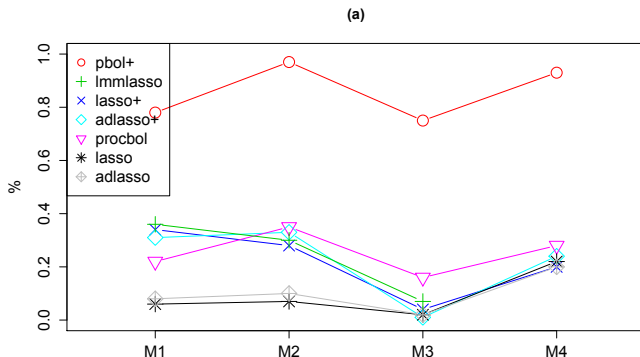 (a)
%
1.0
0.8
0.6
0.4
0.2
0.0
pbol+
lmmlasso
lasso+
adlasso+
procbol
lasso
adlasso
M1 M2 M3 M4